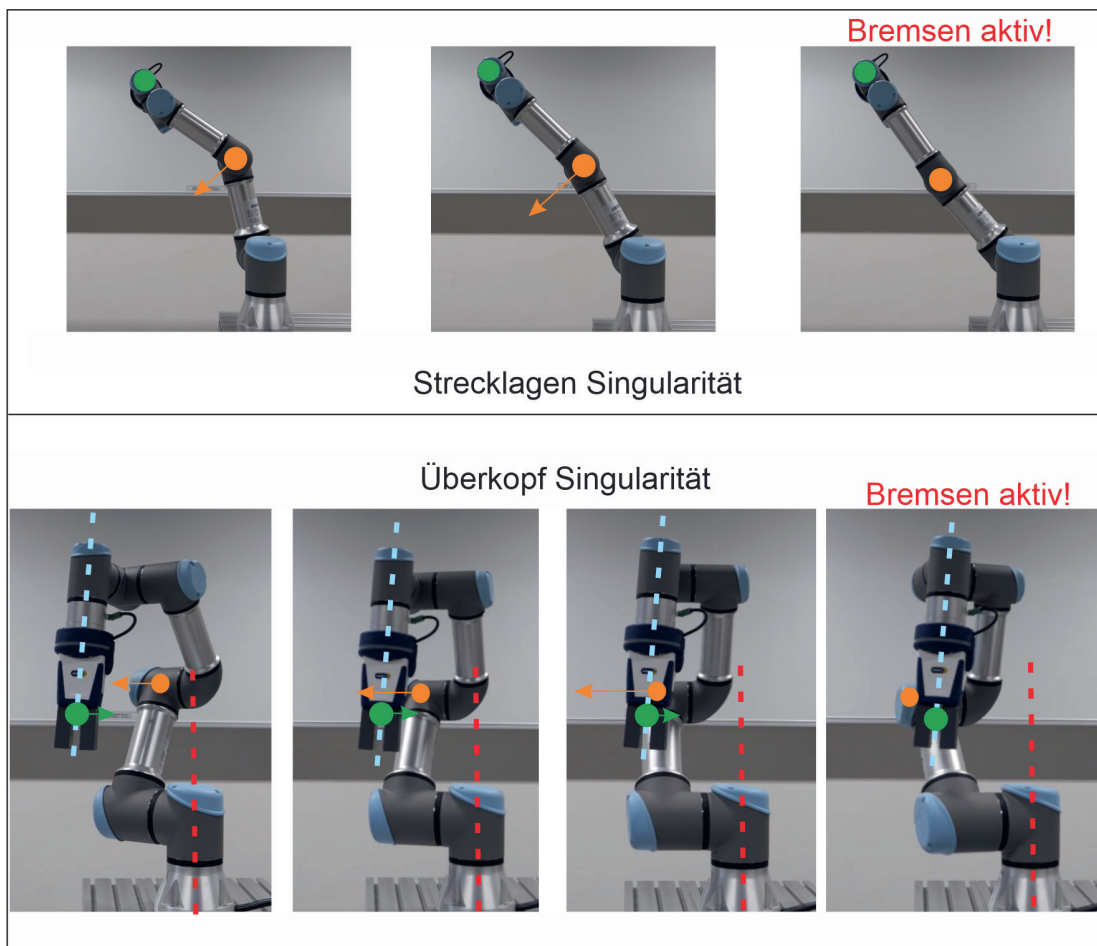 Bremsen aktiv!
Strecklagen Singularität
Überkopf Singularität
Bremsen aktiv!